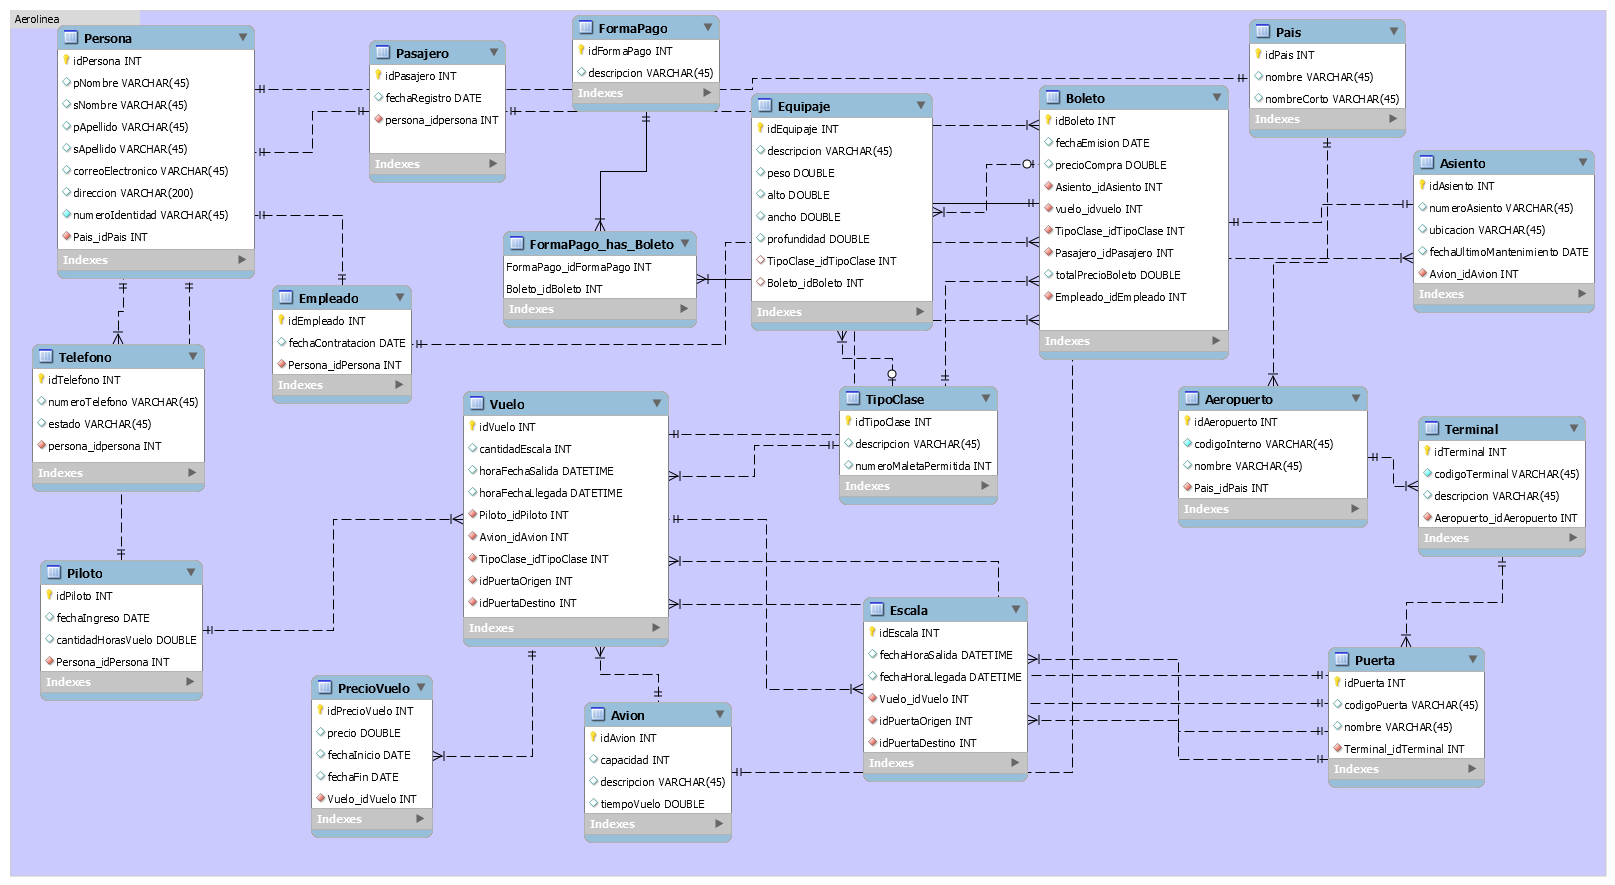 Aerolinea
Persona
idPersona INT
pNombre VARCHAR(45)
sNombre VARCHAR(45)
pApellido VARCHAR(45)
sApellido VARCHAR(45)
correoElectronico VARCHAR(45)
direccion VARCHAR(200)
numeroIdentidad VARCHAR(45)
Pais_idPais INT
Indexes
Pasajero
idPasajero INT
fechaRegistro DATE
persona_idpersona INT
Indexes
FormaPago
idFormaPago INT
descripcion VARCHAR(45)
Indexes
Equipaje
idEquipaje INT
descripcion VARCHAR(45)
peso DOUBLE
alto DOUBLE
ancho DOUBLE
profundidad DOUBLE
TipoClase_idTipoClase INT
Boleto_idBoleto INT
Indexes
Boleto
idBoleto INT
fechaEmision DATE
precioCompra DOUBLE
Asiento_idAsiento INT
vuelo_idvuelo INT
TipoClase_idTipoClase INT
Pasajero_idPasajero INT
totalPrecioBoleto DOUBLE
Empleado_idEmpleado INT
Indexes
Pais
idPais INT
nombre VARCHAR(45)
nombreCorto VARCHAR(45)
Indexes
Asiento
idAsiento INT
numeroAsiento VARCHAR(45)
ubicacion VARCHAR(45)
fechaUltimoMantenimiento DATE
Avion_idAvion INT
Indexes
FormaPago_has_Boleto
FormaPago_idFormaPago INT
Boleto_idBoleto INT
Indexes
Empleado
idEmpleado INT
fechaContratacion DATE
Persona_idPersona INT
Indexes
Telefono
idTelefono INT
numeroTelefono VARCHAR(45)
estado VARCHAR(45)
persona_idpersona INT
Indexes
Vuelo
idVuelo INT
cantidadEscala INT
horaFechaSalida DATETIME
horaFechaLlegada DATETIME
Piloto_idPiloto INT
Avion_idAvion INT
TipoClase_idTipoClase INT
idPuertaOrigen INT
idPuertaDestino INT
Indexes
TipoClase
idTipoClase INT
descripcion VARCHAR(45)
numeroMaletaPermitida INT
Indexes
Aeropuerto
idAeropuerto INT
codigoInterno VARCHAR(45)
nombre VARCHAR(45)
Pais_idPais INT
Indexes
Terminal
idTerminal INT
codigoTerminal VARCHAR(45)
descripcion VARCHAR(45)
Aeropuerto_idAeropuerto INT
Indexes
Piloto
idPiloto INT
fechaIngreso DATE
cantidadHorasVuelo DOUBLE
Persona_idPersona INT
Indexes
PrecioVuelo
idPrecioVuelo INT
precio DOUBLE
fechaInicio DATE
fechaFin DATE
Vuelo_idVuelo INT
Indexes
Avion
idAvion INT
capacidad INT
descripcion VARCHAR(45)
tiempoVuelo DOUBLE
Indexes
Escala
idEscala INT
fechaHoraSalida DATETIME
fechaHoraLlegada DATETIME
Vuelo_idVuelo INT
idPuertaOrigen INT
idPuertaDestino INT
Indexes
Puerta
idPuerta INT
codigoPuerta VARCHAR(45)
nombre VARCHAR(45)
Terminal_idTerminal INT
Indexes